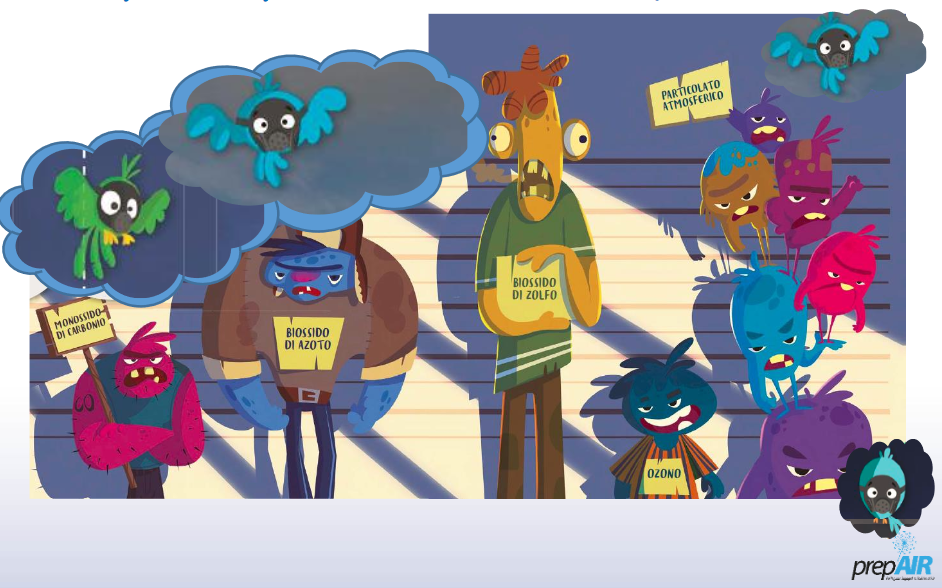 PARTICOLATO
ATMOSFERICO
MONOSSIDO
DI CARBONIO
BIOSSIDO
DI AZOTO
BIOSSIDO
DI ZOLFO
OZONO
prepAIR